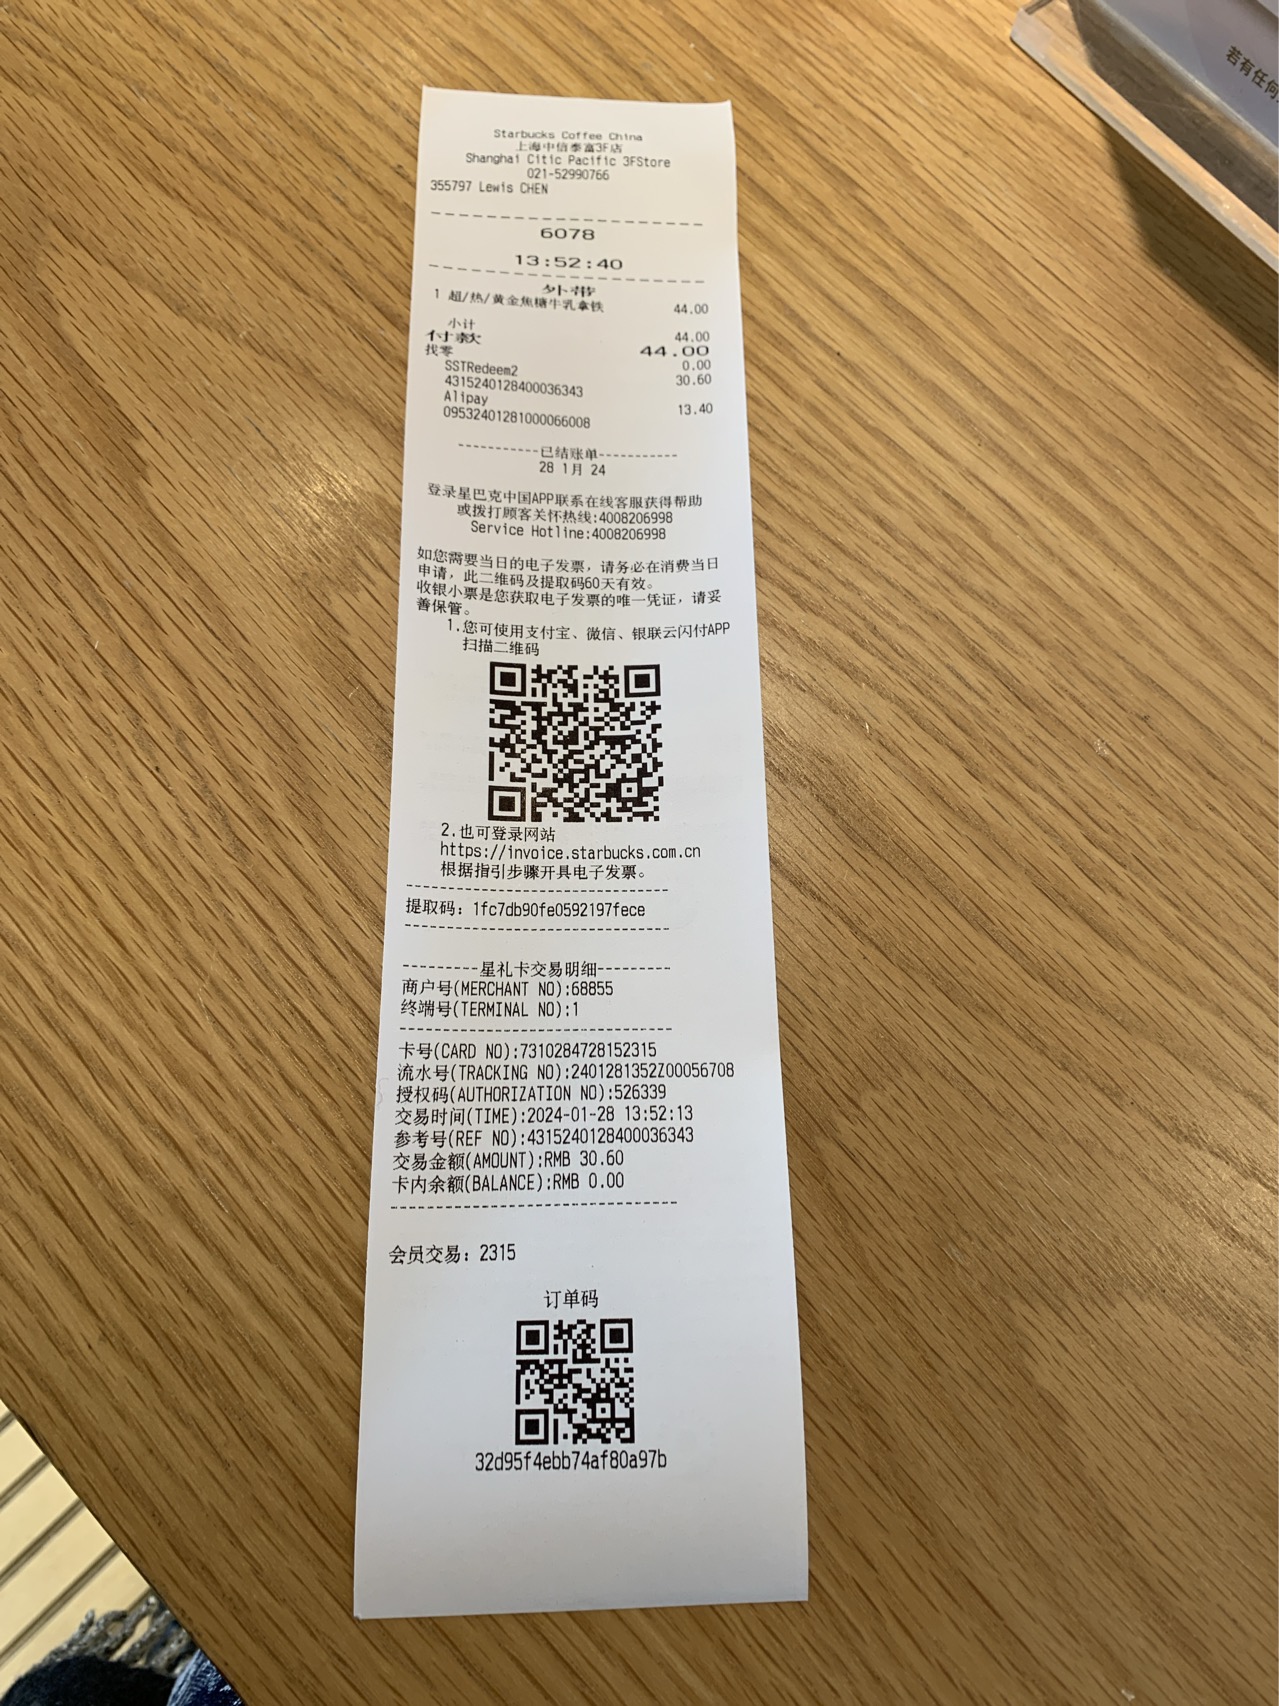 若有任何
Starbucks Coffee China
上海中信泰富3F店
Shanghai Citic Pacific 3FStore
021-52990766
355797 Lewis CHEN
6078
13:52:40
外带
1 超/热/黄金焦糖牛乳拿铁 44.00
小计 44.00
付款 44.00
找零 0.00
SSTRedeem2 30.60
4315240128400036343
Alipay 13.40
09532401281000066008
-----------已结账单-----------
28 1月 24
登录星巴克中国APP联系在线客服获得帮助
或拨打顾客关怀热线:4008206998
Service Hotline:4008206998
如您需要当日的电子发票，请务必在消费当日
申请，此二维码及提取码60天有效。
收银小票是您获取电子发票的唯一凭证，请妥
善保管。
1.您可使用支付宝、微信、银联云闪付APP
扫描二维码
2.也可登录网站
https://invoice.starbucks.com.cn
根据指引步骤开具电子发票。
提取码：1fc7db90fe0592197fece
---------星礼卡交易明细---------
商户号(MERCHANT NO):68855
终端号(TERMINAL NO):1
卡号(CARD NO):7310284728152315
流水号(TRACKING NO):2401281352Z00056708
授权码(AUTHORIZATION NO):526339
交易时间(TIME):2024-01-28 13:52:13
参考号(REF NO):4315240128400036343
交易金额(AMOUNT):RMB 30.60
卡内余额(BALANCE):RMB 0.00
会员交易：2315
订单码
32d95f4ebb74af80a97b